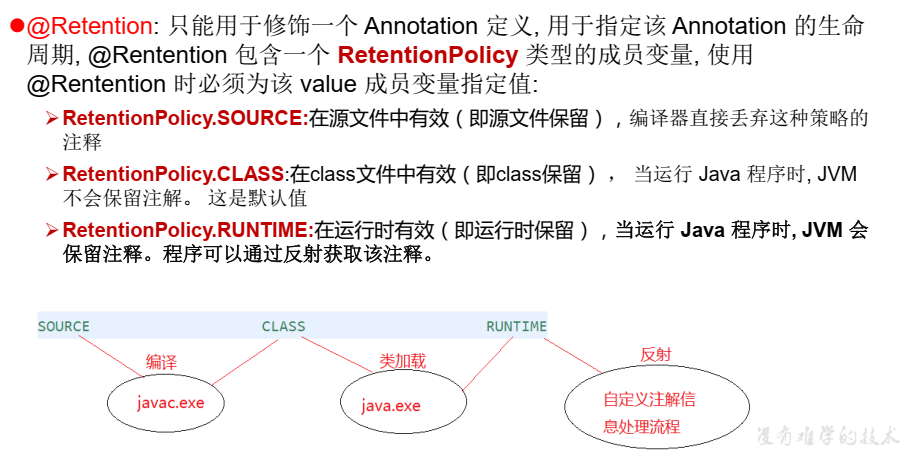 @Retention: 只能用于修饰一个 Annotation 定义, 用于指定该 Annotation 的生命
周期, @Rentention 包含一个 RetentionPolicy 类型的成员变量, 使用
@Rentention 时必须为该 value 成员变量指定值:
RetentionPolicy.SOURCE:在源文件中有效（即源文件保留）, 编译器直接丢弃这种策略的
注释
RetentionPolicy.CLASS:在class文件中有效（即class保留） ， 当运行 Java 程序时, JVM
不会保留注解。 这是默认值
RetentionPolicy.RUNTIME:在运行时有效（即运行时保留）, 当运行 Java 程序时, JVM 会
保留注释。程序可以通过反射获取该注释。
SOURCE CLASS RUNTIME
编译 类加载 反射
javac.exe java.exe 自定义注解信
息处理流程
没有难学的技术